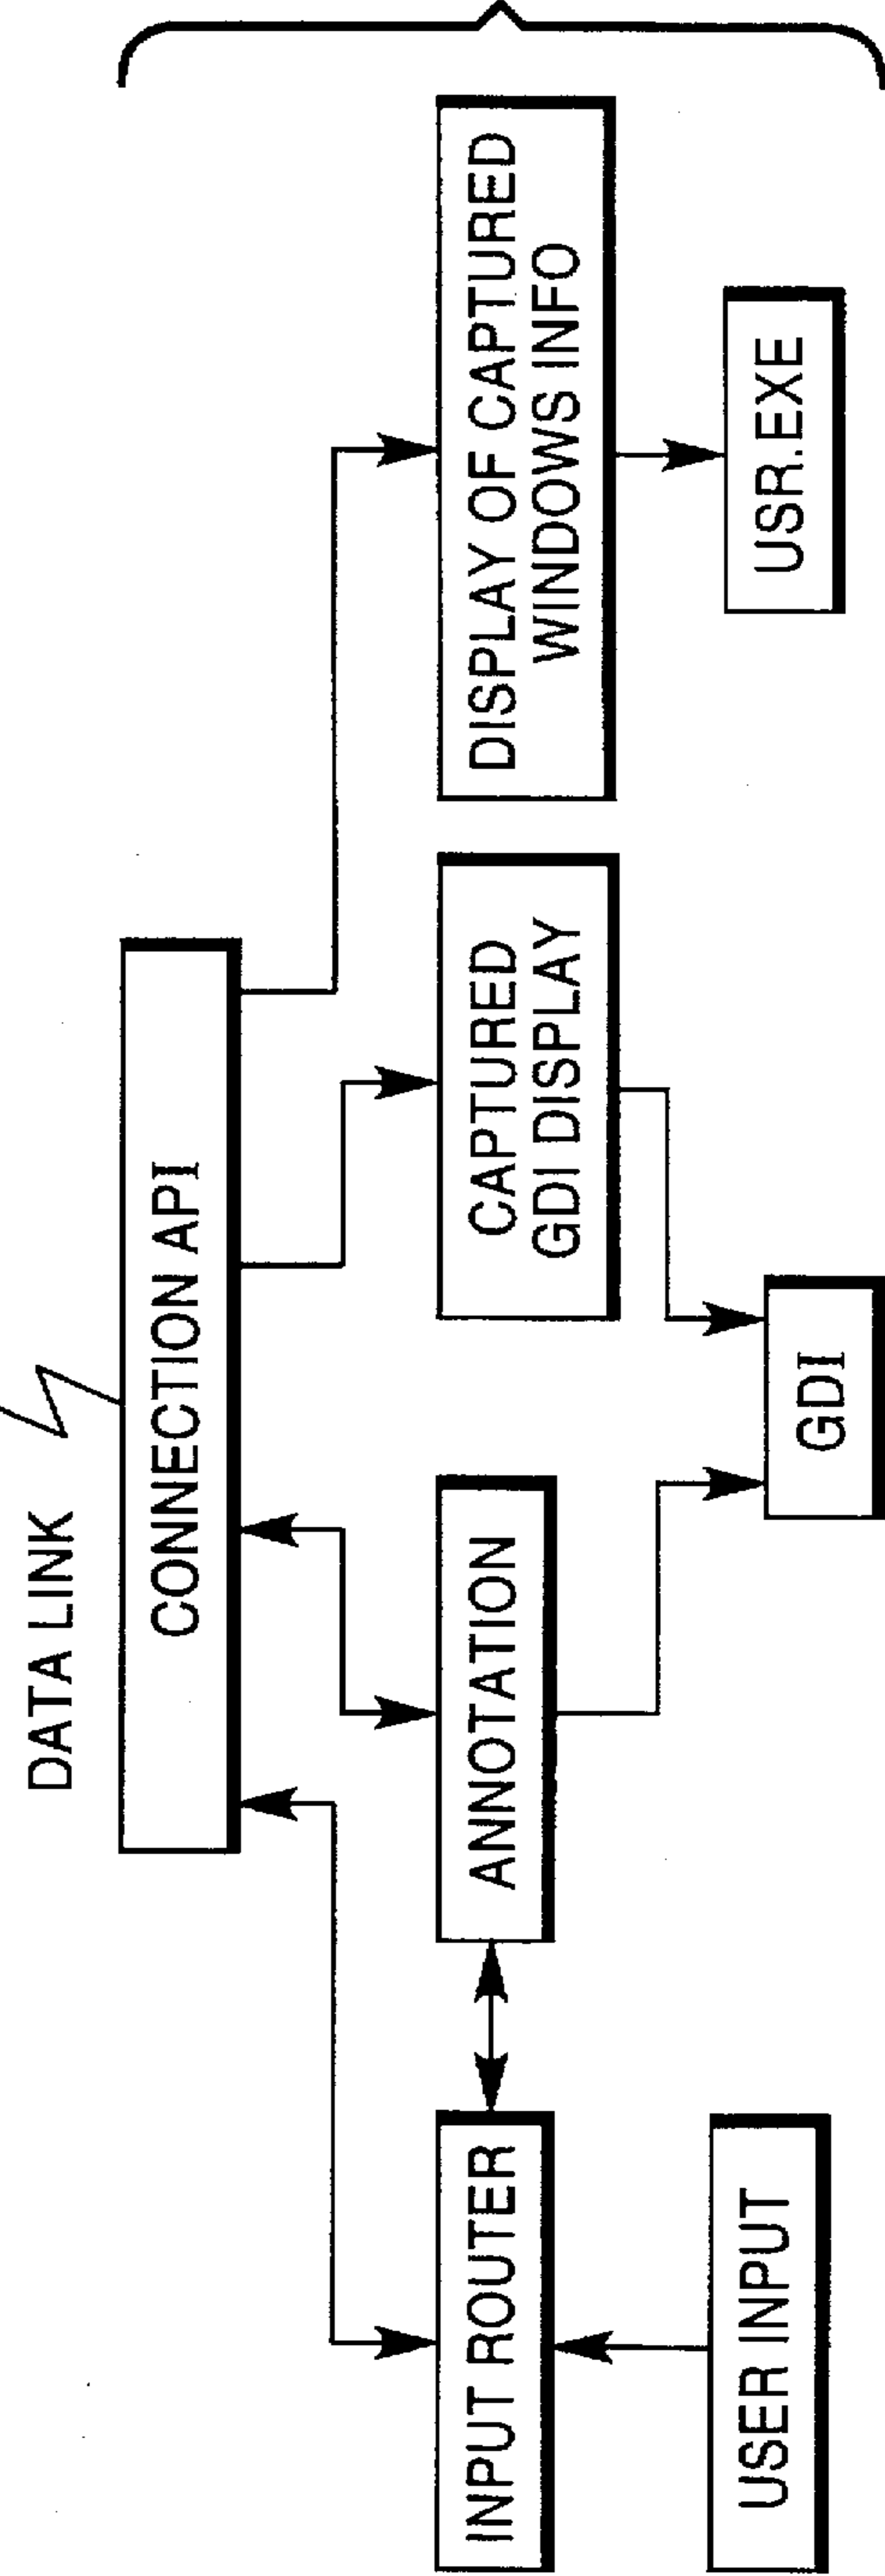 DATA LINK
CONNECTION API
INPUT ROUTER
ANNOTATION
CAPTURED
GDI DISPLAY
DISPLAY OF CAPTURED
WINDOWS INFO
USER INPUT
GDI
USR.EXE